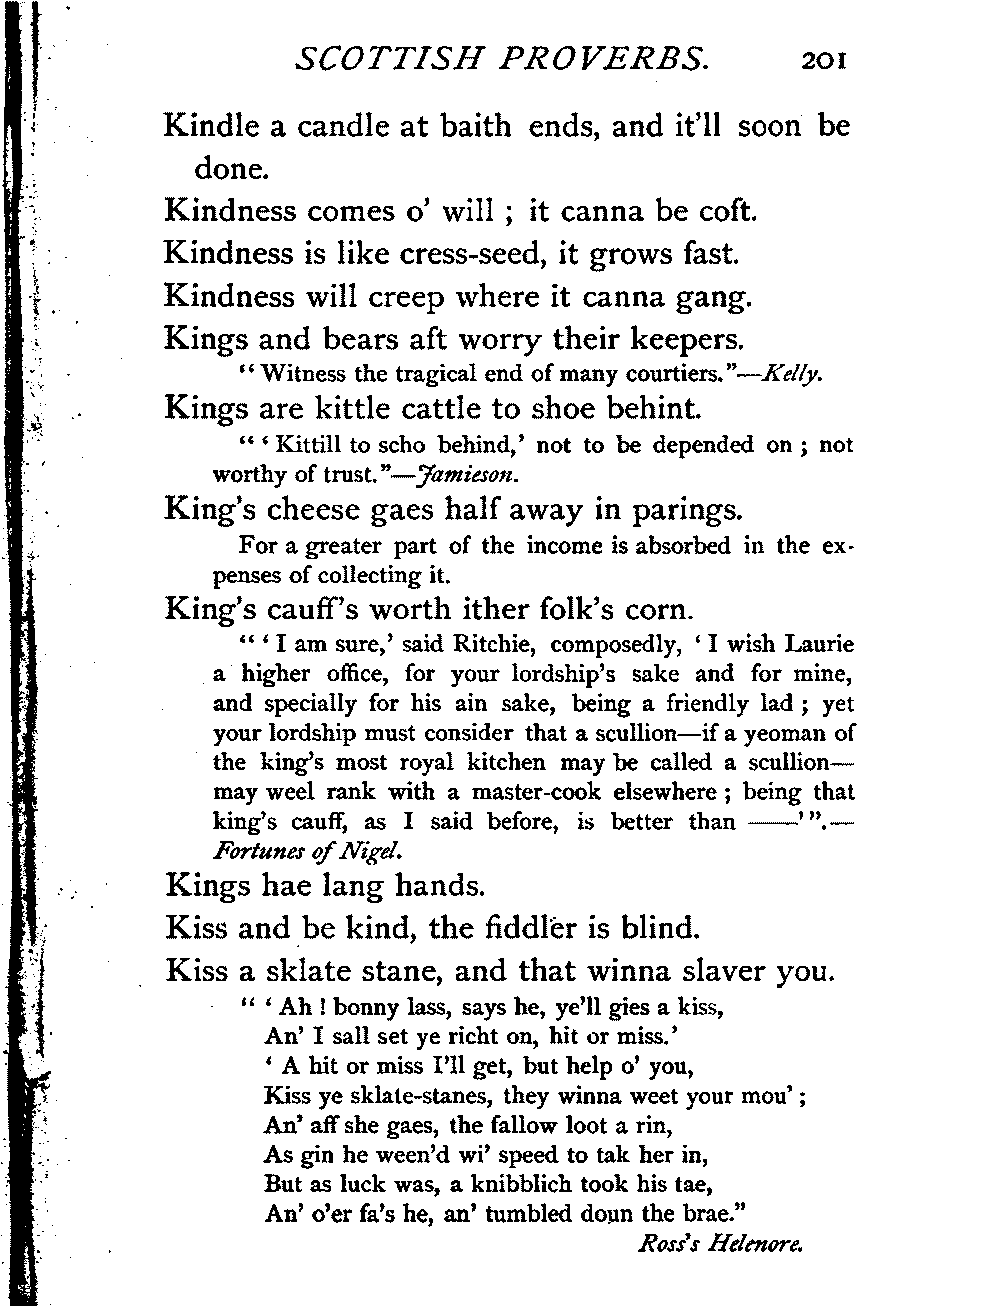 SCOTTISH PROVERBS. 201
Kindle a candle at baith ends, and it'll soon be
done.
Kindness comes o' will ; it canna be coft.
Kindness is like cress-seed, it grows fast.
Kindness will creep where it canna gang.
Kings and bears aft worry their keepers.
“ Witness the tragical end of many courtiers.”—Kelly.
Kings are kittle cattle to shoe behint.
“ ‘ Kittill to scho behind,’ not to be depended on ; not
worthy of trust.”—Jamieson.
King's cheese gaes half away in parings.
For a greater part of the income is absorbed in the ex-
penses of collecting it.
King's cauff's worth ither folk's corn.
“ ‘ I am sure,’ said Ritchie, composedly, ‘ I wish Laurie
a higher office, for your lordship's sake and for mine,
and specially for his ain sake, being a friendly lad ; yet
your lordship must consider that a scullion—if a yeoman of
the king's most royal kitchen may be called a scullion—
may weel rank with a master-cook elsewhere ; being that
king's cauff, as I said before, is better than ——’ ”.—
Fortunes of Nigel.
Kings hae lang hands.
Kiss and be kind, the fiddler is blind.
Kiss a sklate stane, and that winna slaver you.
“ ‘ Ah ! bonny lass, says he, ye'll gies a kiss,
An' I sall set ye richt on, hit or miss.’
‘ A hit or miss I'll get, but help o' you,
Kiss ye sklate-stanes, they winna weet your mou' ;
An' aff she gaes, the fallow loot a rin,
As gin he ween'd wi' speed to tak her in,
But as luck was, a knibblich took his tae,
An' o'er fa's he, an' tumbled doun the brae.”
Ross's Helenore.